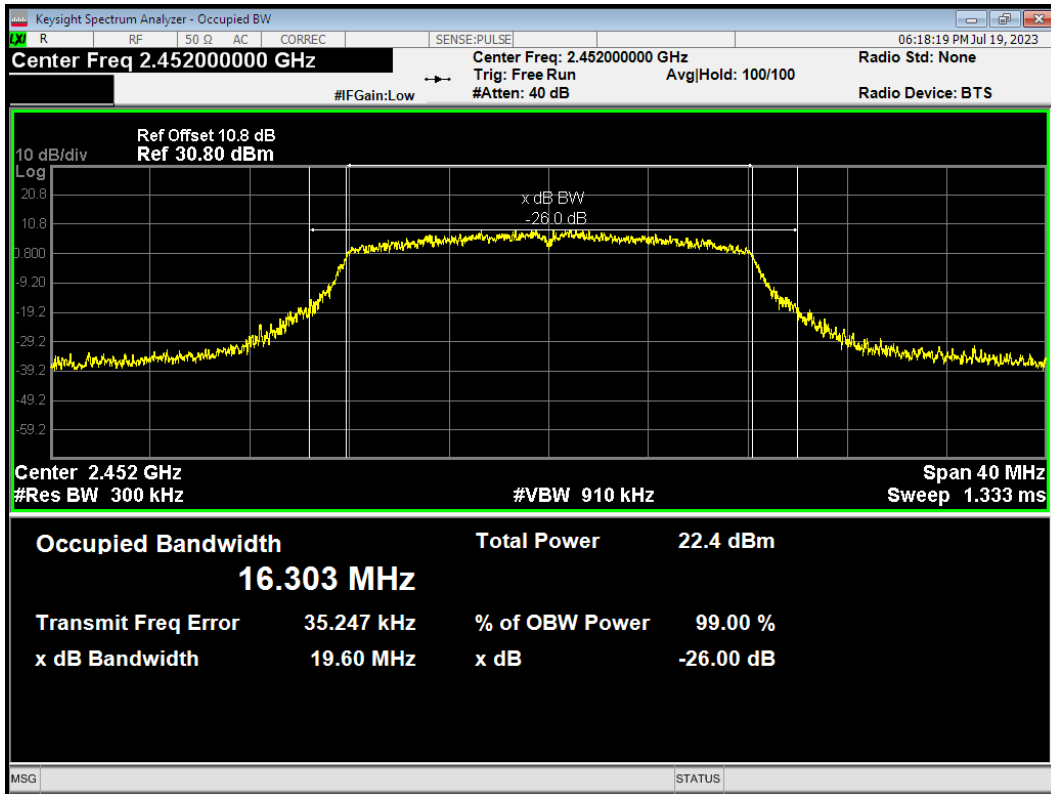 Keysight Spectrum Analyzer - Occupied BW
LXI R RF 50 Ω AC CORREC SENSE:PULSE 06:18:19 PM Jul 19, 2023
Center Freq 2.452000000 GHz
Center Freq: 2.452000000 GHz Radio Std: None
Trig: Free Run Avg|Hold: 100/100
#IFGain:Low #Atten: 40 dB Radio Device: BTS
Ref Offset 10.8 dB
10 dB/div Ref 30.80 dBm
Log
20.8
x dB BW
10.8
-26.0 dB
0.800
-9.20
-19.2
-29.2
-39.2
-49.2
-59.2
Center 2.452 GHz Span 40 MHz
#Res BW 300 kHz #VBW 910 kHz Sweep 1.333 ms
Occupied Bandwidth Total Power 22.4 dBm
16.303 MHz
Transmit Freq Error 35.247 kHz % of OBW Power 99.00 %
x dB Bandwidth 19.60 MHz x dB -26.00 dB
MSG STATUS